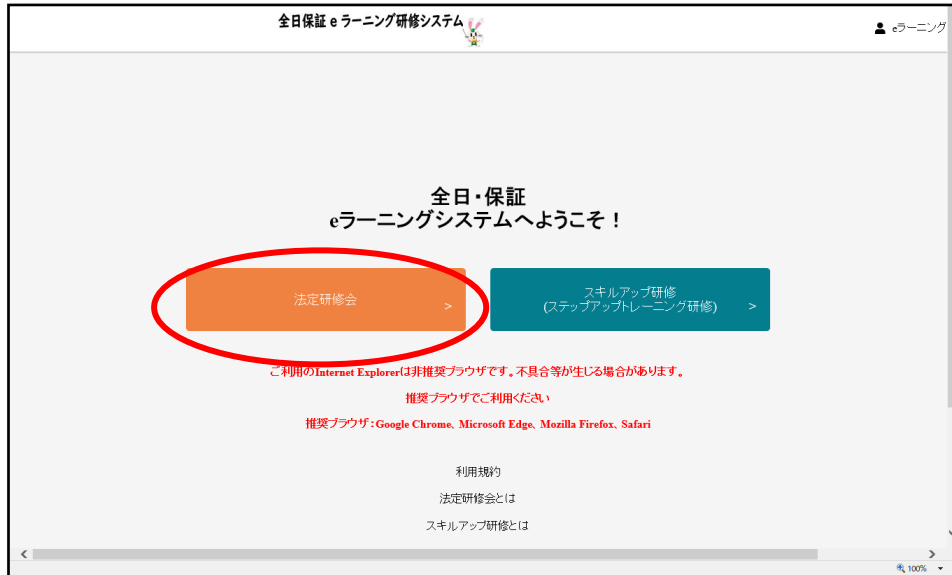 全日保証 e ラーニング研修システム
eラーニング
全日・保証
eラーニングシステムへようこそ！
法定研修会
>
スキルアップ研修
(ステップアップトレーニング研修)
>
ご利用のInternet Explorerは非推奨ブラウザです。不具合等が生じる場合があります。
推奨ブラウザでご利用ください
推奨ブラウザ：Google Chrome、Microsoft Edge、Mozilla Firefox、Safari
利用規約
法定研修会とは
スキルアップ研修とは
100%